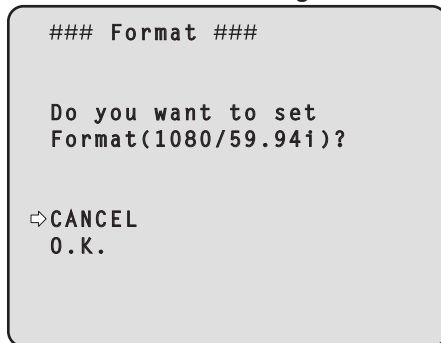 ### Format ###
Do you want to set
Format(1080/59.94i)?
⇨CANCEL
O.K.